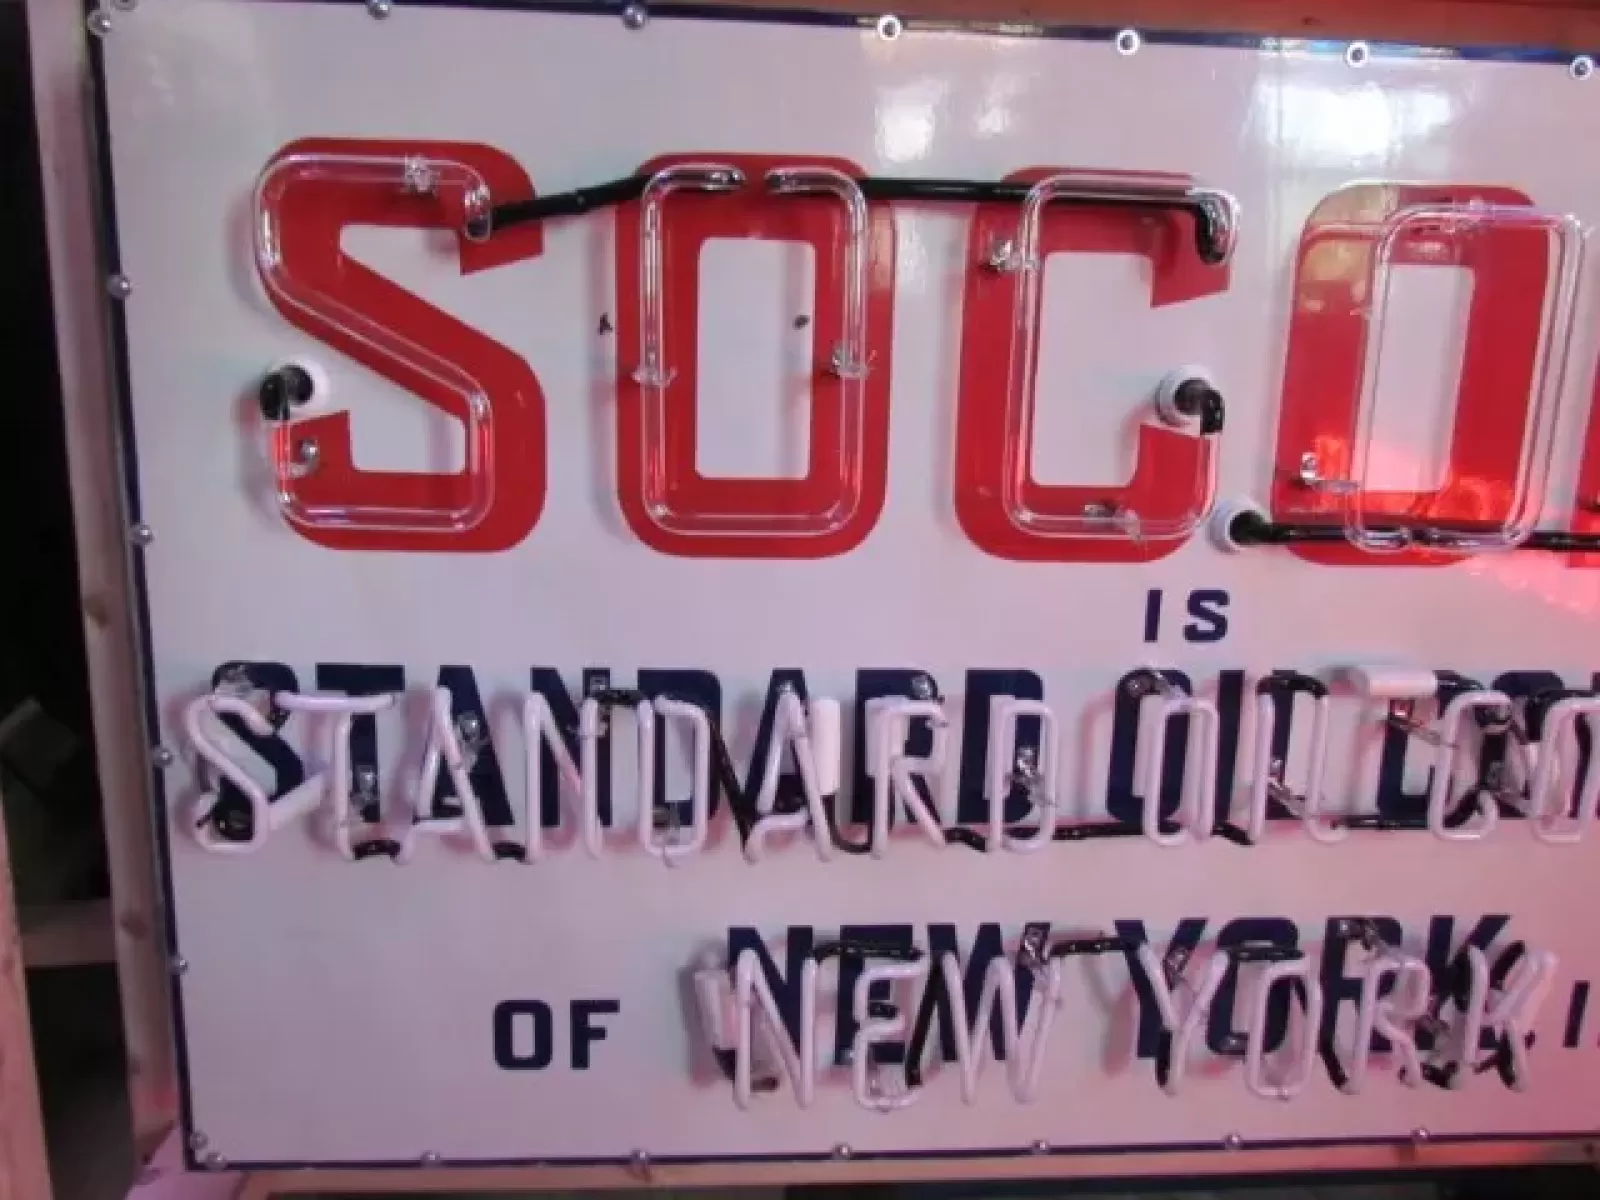 SOCO
IS
STANDARD OIL CO
OF NEW YORK, I